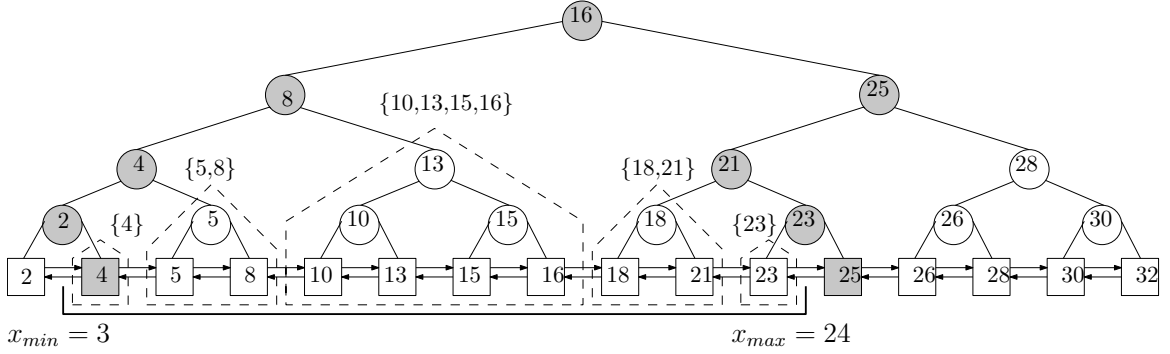 16
8 25
{10,13,15,16}
4 {5,8} 13 21 {18,21} 28
2 {4} 5 10 15 18 {23} 23 26 30
2 4 5 8 10 13 15 16 18 21 23 25 26 28 30 32
x_min = 3 x_max = 24